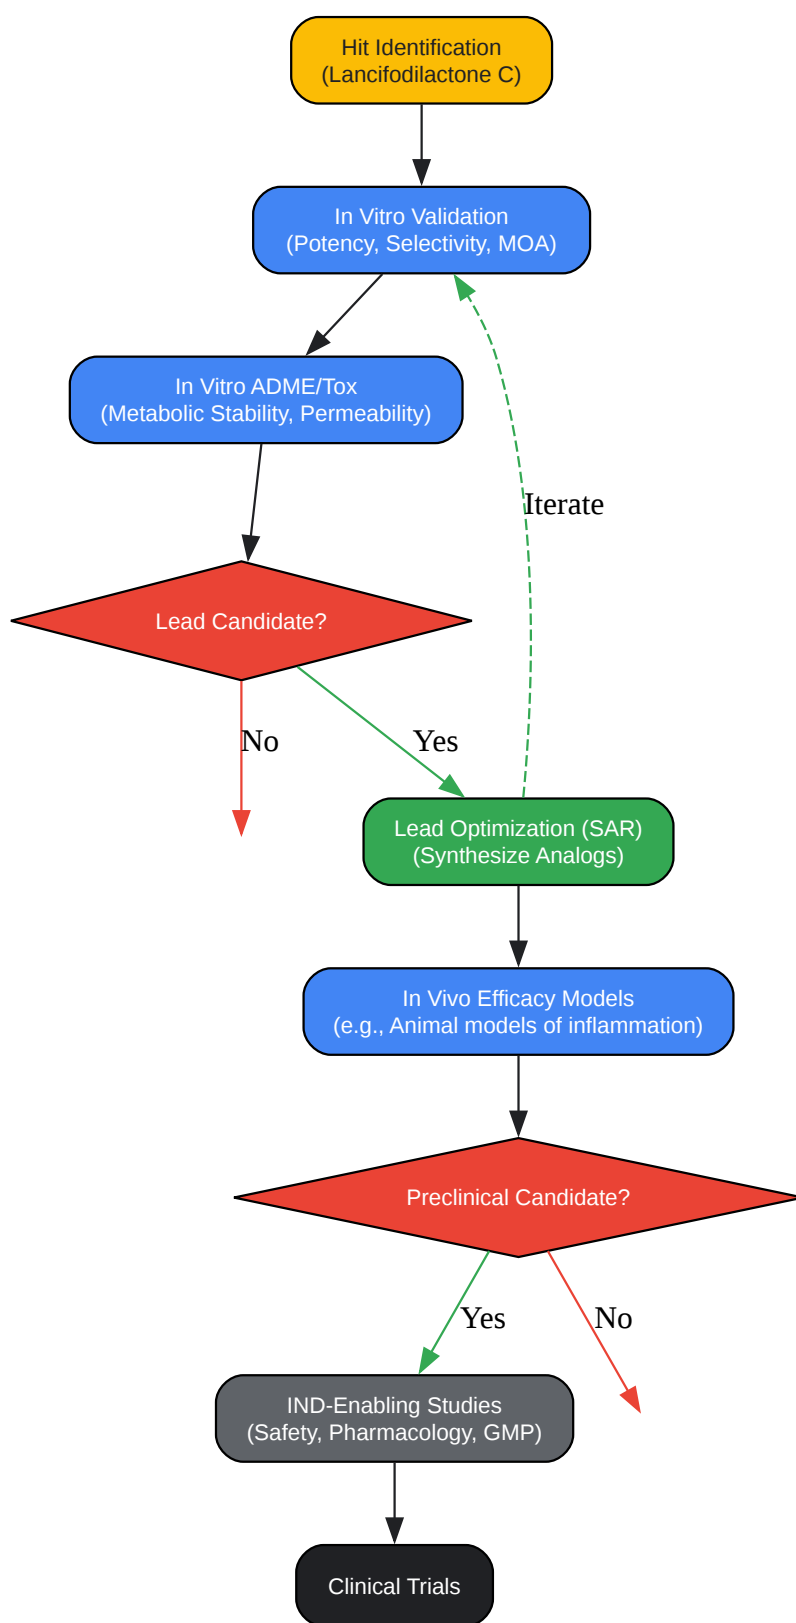 Hit Identification
(Lancifodilactone C)
In Vitro Validation
(Potency, Selectivity, MOA)
In Vitro ADME/Tox
(Metabolic Stability, Permeability)
Iterate
Lead Candidate?
No
Yes
Lead Optimization (SAR)
(Synthesize Analogs)
In Vivo Efficacy Models
(e.g., Animal models of inflammation)
Preclinical Candidate?
Yes
No
IND-Enabling Studies
(Safety, Pharmacology, GMP)
Clinical Trials